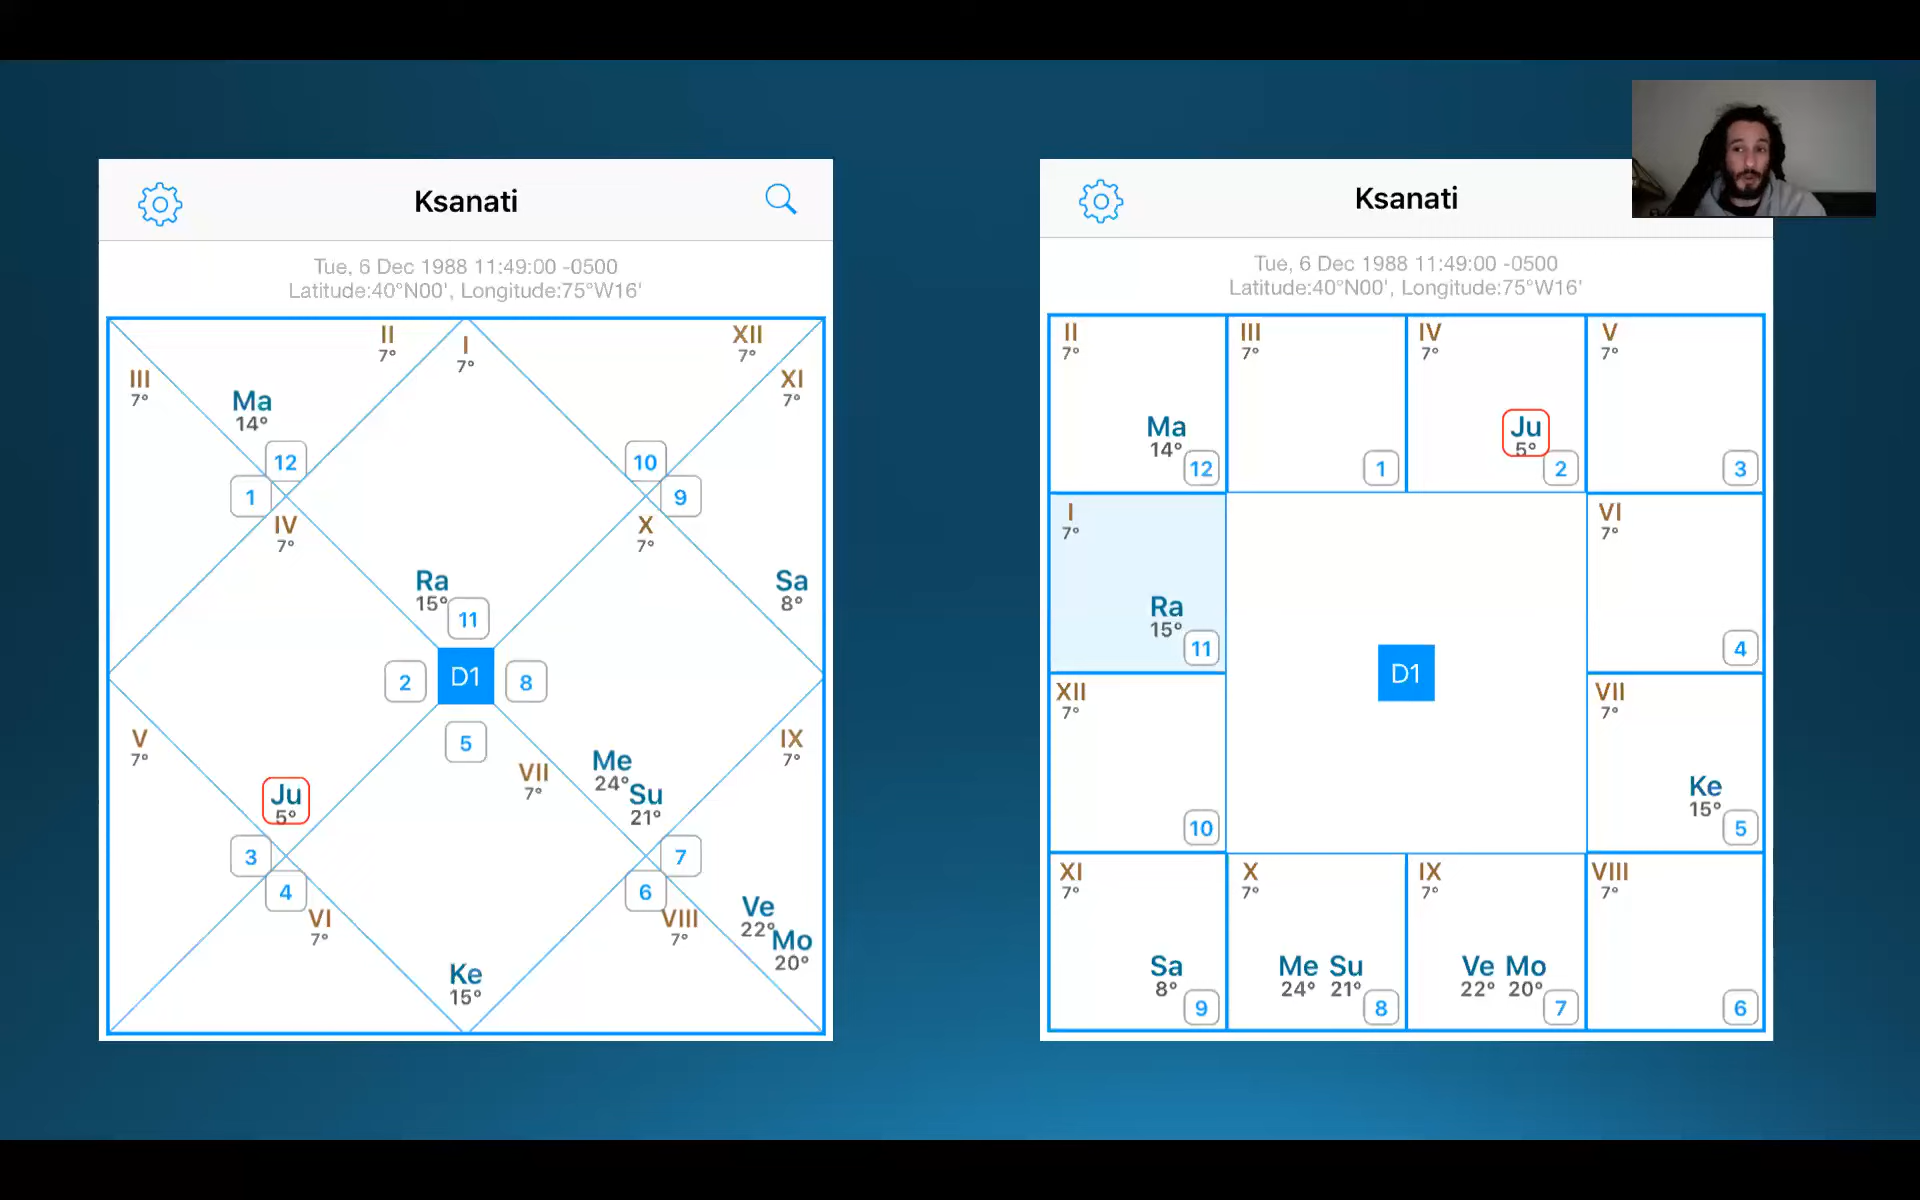 Ksanati
Tue, 6 Dec 1988 11:49:00 -0500
Latitude:40°N00', Longitude:75°W16'
II
7°
I
7°
XII
7°
III
7°
XI
7°
Ma
14°
12
10
1
9
IV
7°
X
7°
Ra
15°
11
Sa
8°
2
D1
8
5
V
7°
VII
7°
IX
7°
Me
24°
Su
21°
Ju
5°
3
7
4
6
VI
7°
VIII
7°
Ve
22°
Mo
20°
Ke
15°
Ksanati
Tue, 6 Dec 1988 11:49:00 -0500
Latitude:40°N00', Longitude:75°W16'
II
7°
Ma
14°
12
III
7°
1
IV
7°
Ju
5°
2
V
7°
3
I
7°
Ra
15°
11
VI
7°
4
D1
XII
7°
10
VII
7°
Ke
15°
5
XI
7°
Sa
8°
9
X
7°
Me Su
24° 21°
8
IX
7°
Ve Mo
22° 20°
7
VIII
7°
6